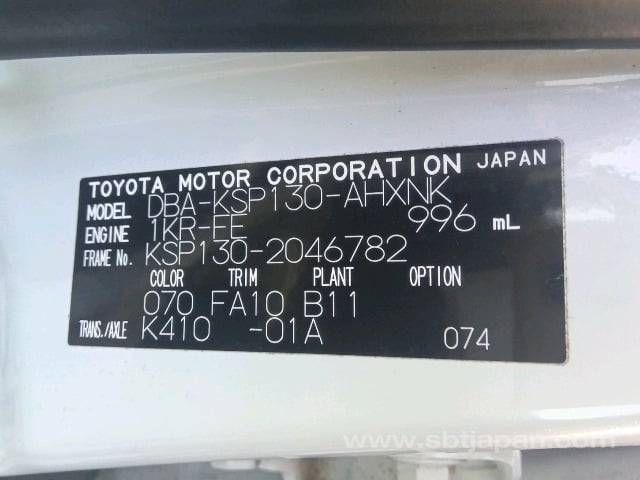 TOYOTA MOTOR CORPORATION JAPAN
MODEL DBA-KSP130-AHXNK
ENGINE 1KR-FE 996 mL
FRAME No. KSP130-2046782
COLOR TRIM PLANT OPTION
070 FA10 B11
TRANS./AXLE K410 -01A 074
www.sbtjapan.com